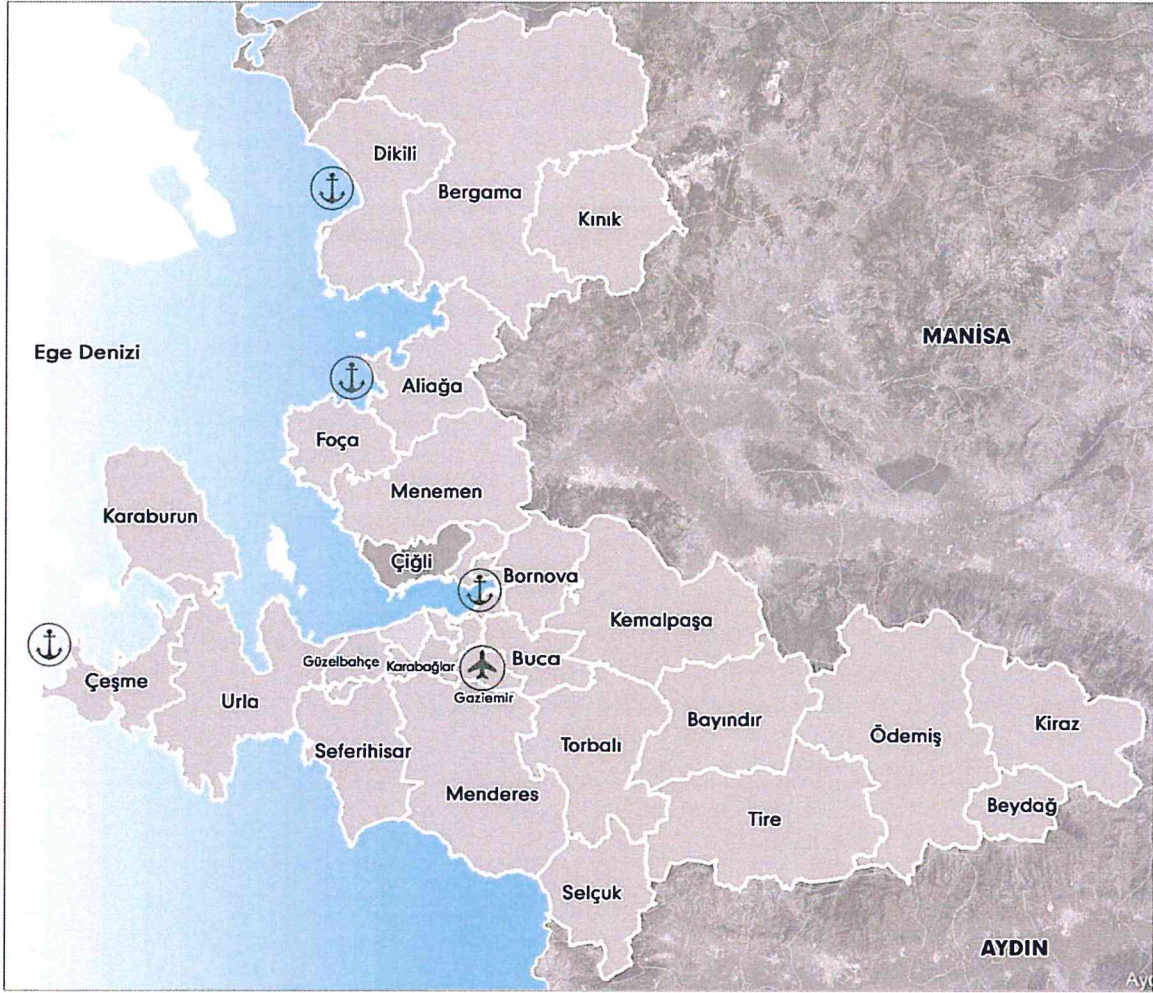 Dikili
Bergama
Kınık
MANİSA
Ege Denizi
Aliağa
Foça
Menemen
Karaburun
Çiğli
Bornova
Kemalpaşa
Güzelbahçe
Karabağlar
Buca
Çeşme
Urla
Gaziemir
Bayındır
Kiraz
Seferihisar
Torbalı
Ödemiş
Menderes
Tire
Beydağ
Selçuk
AYDIN